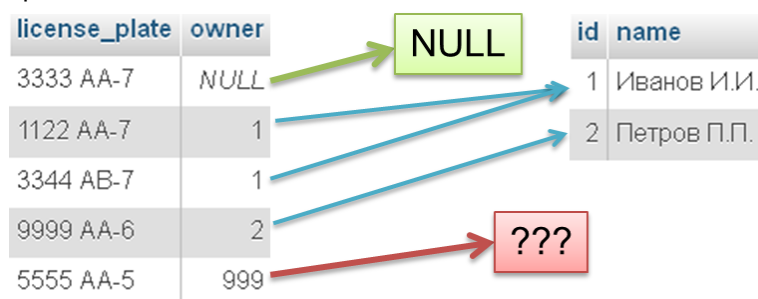 license_plate owner
NULL
id name
3333 AA-7 NULL
1 Иванов И.И.
1122 AA-7 1
2 Петров П.П.
3344 AB-7 1
9999 AA-6 2
???
5555 AA-5 999